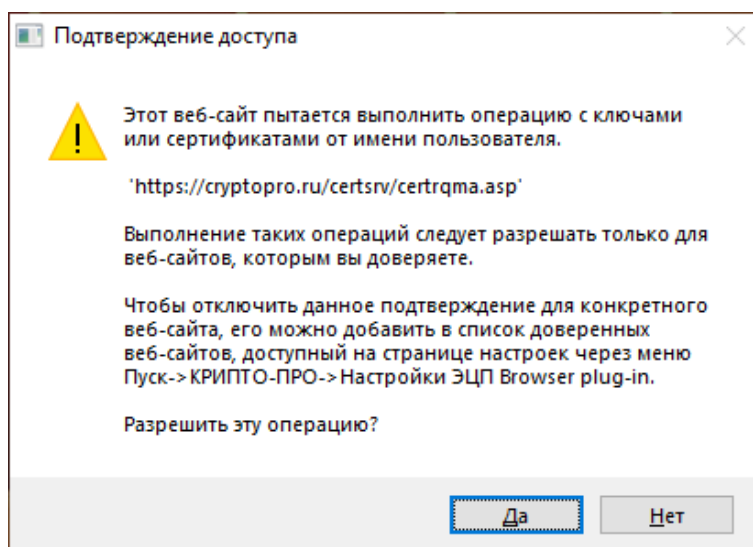 Подтверждение доступа
Этот веб-сайт пытается выполнить операцию с ключами
или сертификатами от имени пользователя.
'https://cryptopro.ru/certsrv/certrqma.asp'
Выполнение таких операций следует разрешать только для
веб-сайтов, которым вы доверяете.
Чтобы отключить данное подтверждение для конкретного
веб-сайта, его можно добавить в список доверенных
веб-сайтов, доступный на странице настроек через меню
Пуск->КРИПТО-ПРО->Настройки ЭЦП Browser plug-in.
Разрешить эту операцию?
Да
Нет